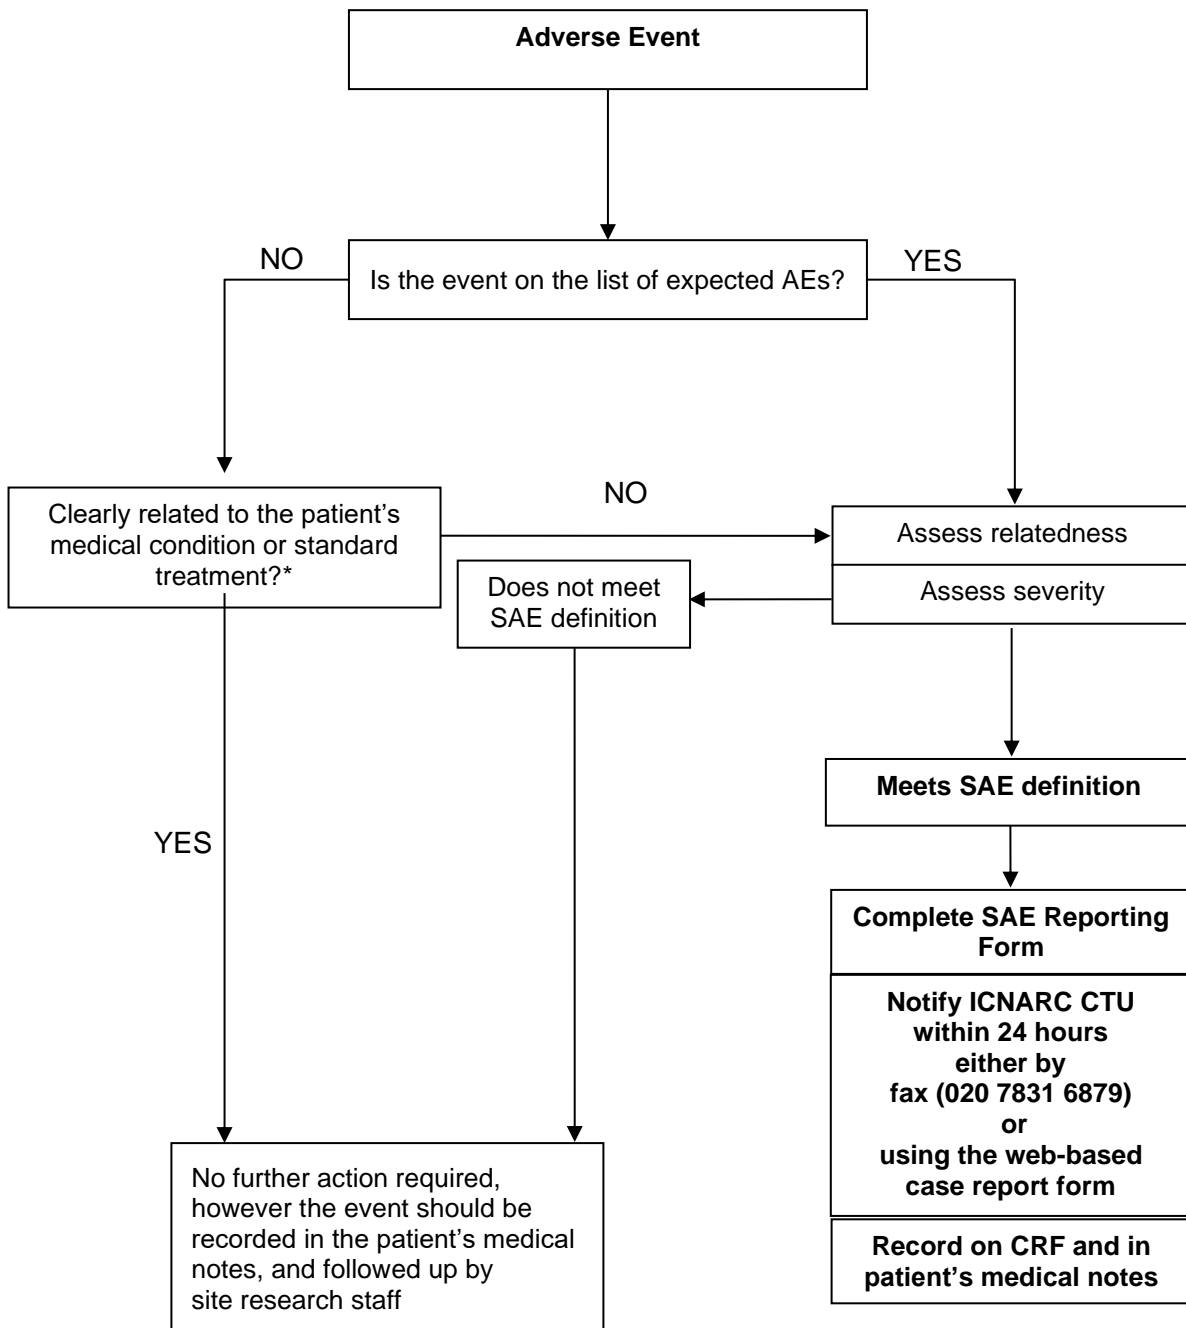 Adverse Event
NO
YES
Is the event on the list of expected AEs?
Clearly related to the patient's
medical condition or standard
treatment?*
NO
Assess relatedness
Does not meet
SAE definition
Assess severity
Meets SAE definition
YES
Complete SAE Reporting
Form
Notify ICNARC CTU
within 24 hours
either by
fax (020 7831 6879)
or
using the web-based
case report form
No further action required,
however the event should be
recorded in the patient's medical
notes, and followed up by
site research staff
Record on CRF and in
patient's medical notes